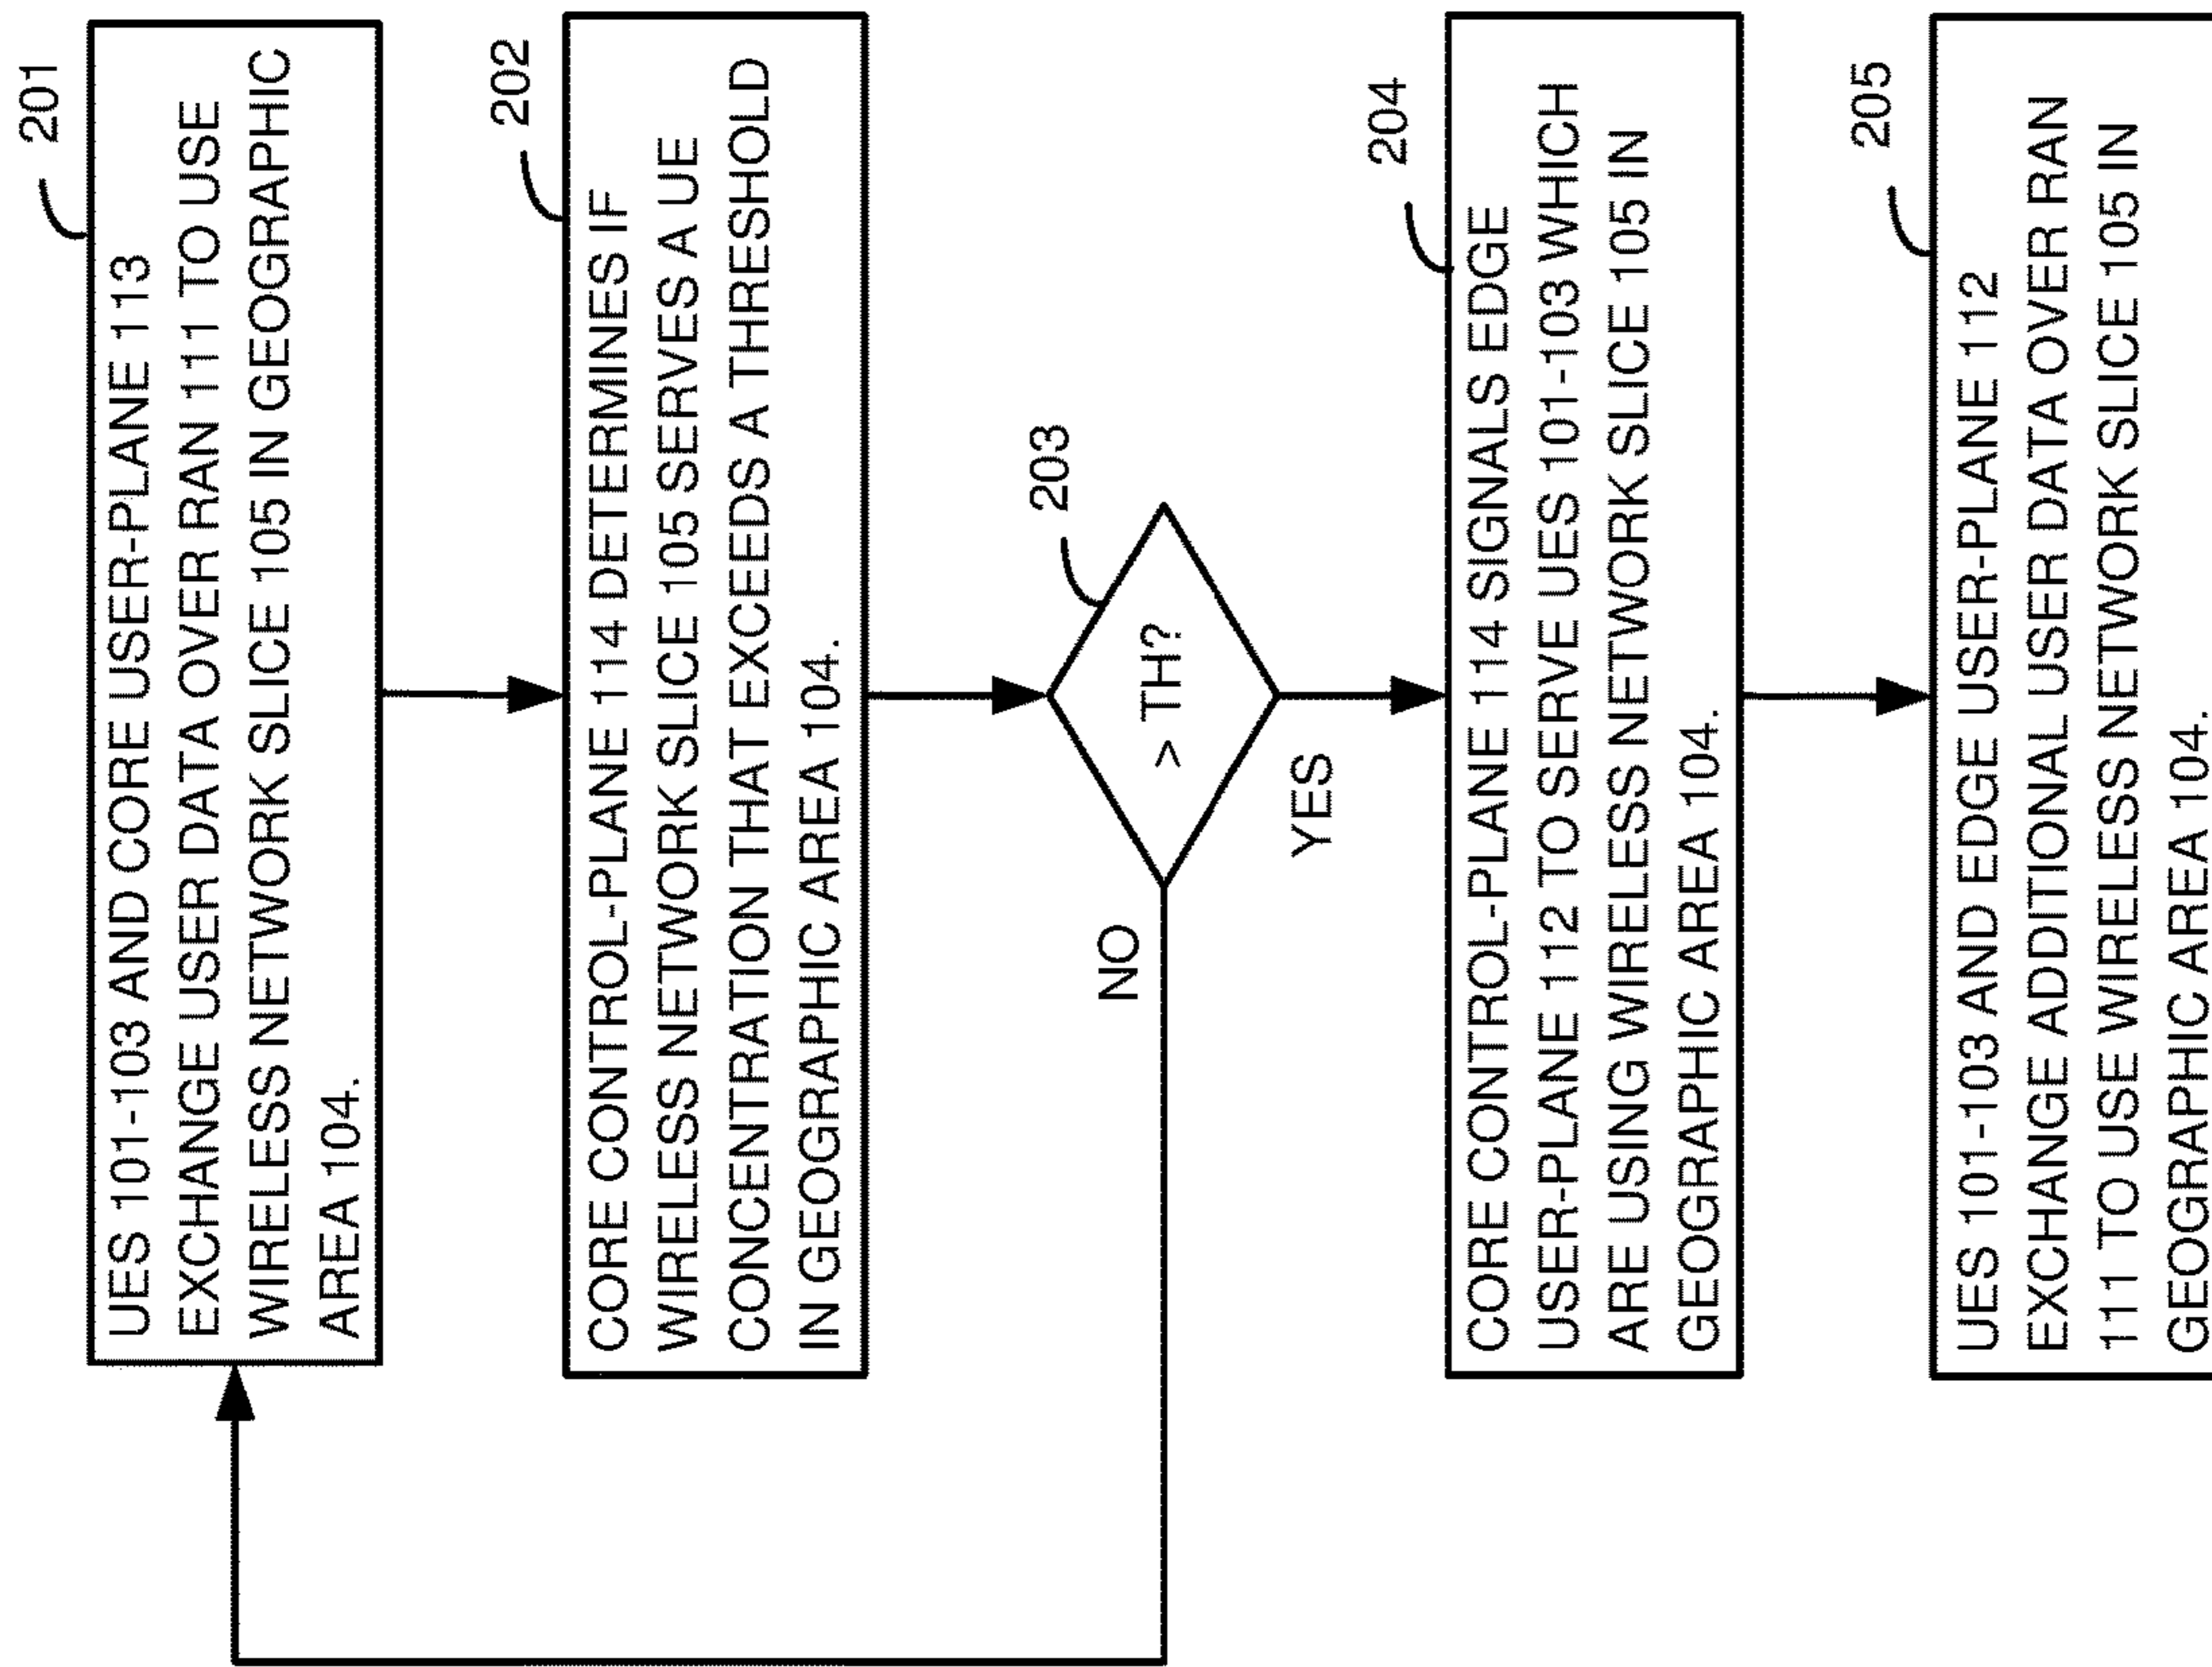 201
UES 101-103 AND CORE USER-PLANE 113
EXCHANGE USER DATA OVER RAN 111 TO USE
WIRELESS NETWORK SLICE 105 IN GEOGRAPHIC
AREA 104.
202
CORE CONTROL-PLANE 114 DETERMINES IF
WIRELESS NETWORK SLICE 105 SERVES A UE
CONCENTRATION THAT EXCEEDS A THRESHOLD
IN GEOGRAPHIC AREA 104.
203
> TH?
NO
YES
204
CORE CONTROL-PLANE 114 SIGNALS EDGE
USER-PLANE 112 TO SERVE UES 101-103 WHICH
ARE USING WIRELESS NETWORK SLICE 105 IN
GEOGRAPHIC AREA 104.
205
UES 101-103 AND EDGE USER-PLANE 112
EXCHANGE ADDITIONAL USER DATA OVER RAN
111 TO USE WIRELESS NETWORK SLICE 105 IN
GEOGRAPHIC AREA 104.